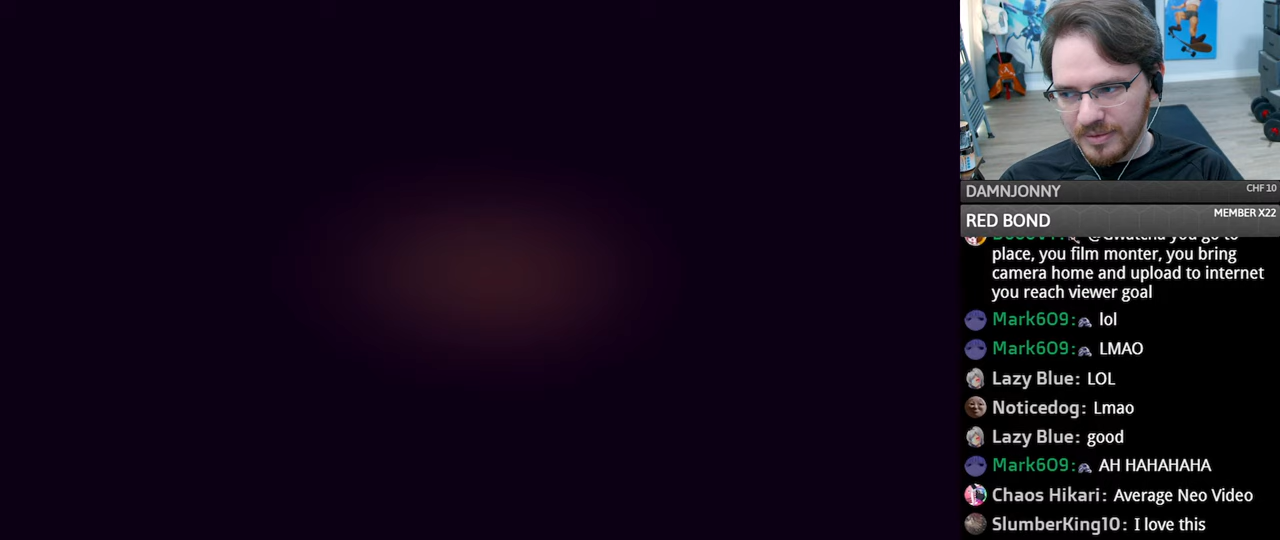 DAMNJONNY CHF 10
RED BOND MEMBER X22
place, you film monter, you bring
camera home and upload to internet
you reach viewer goal
Mark609: lol
Mark609: LMAO
Lazy Blue: LOL
Noticedog: Lmao
Lazy Blue: good
Mark609: AH HAHAHAHA
Chaos Hikari: Average Neo Video
SlumberKing10: I love this